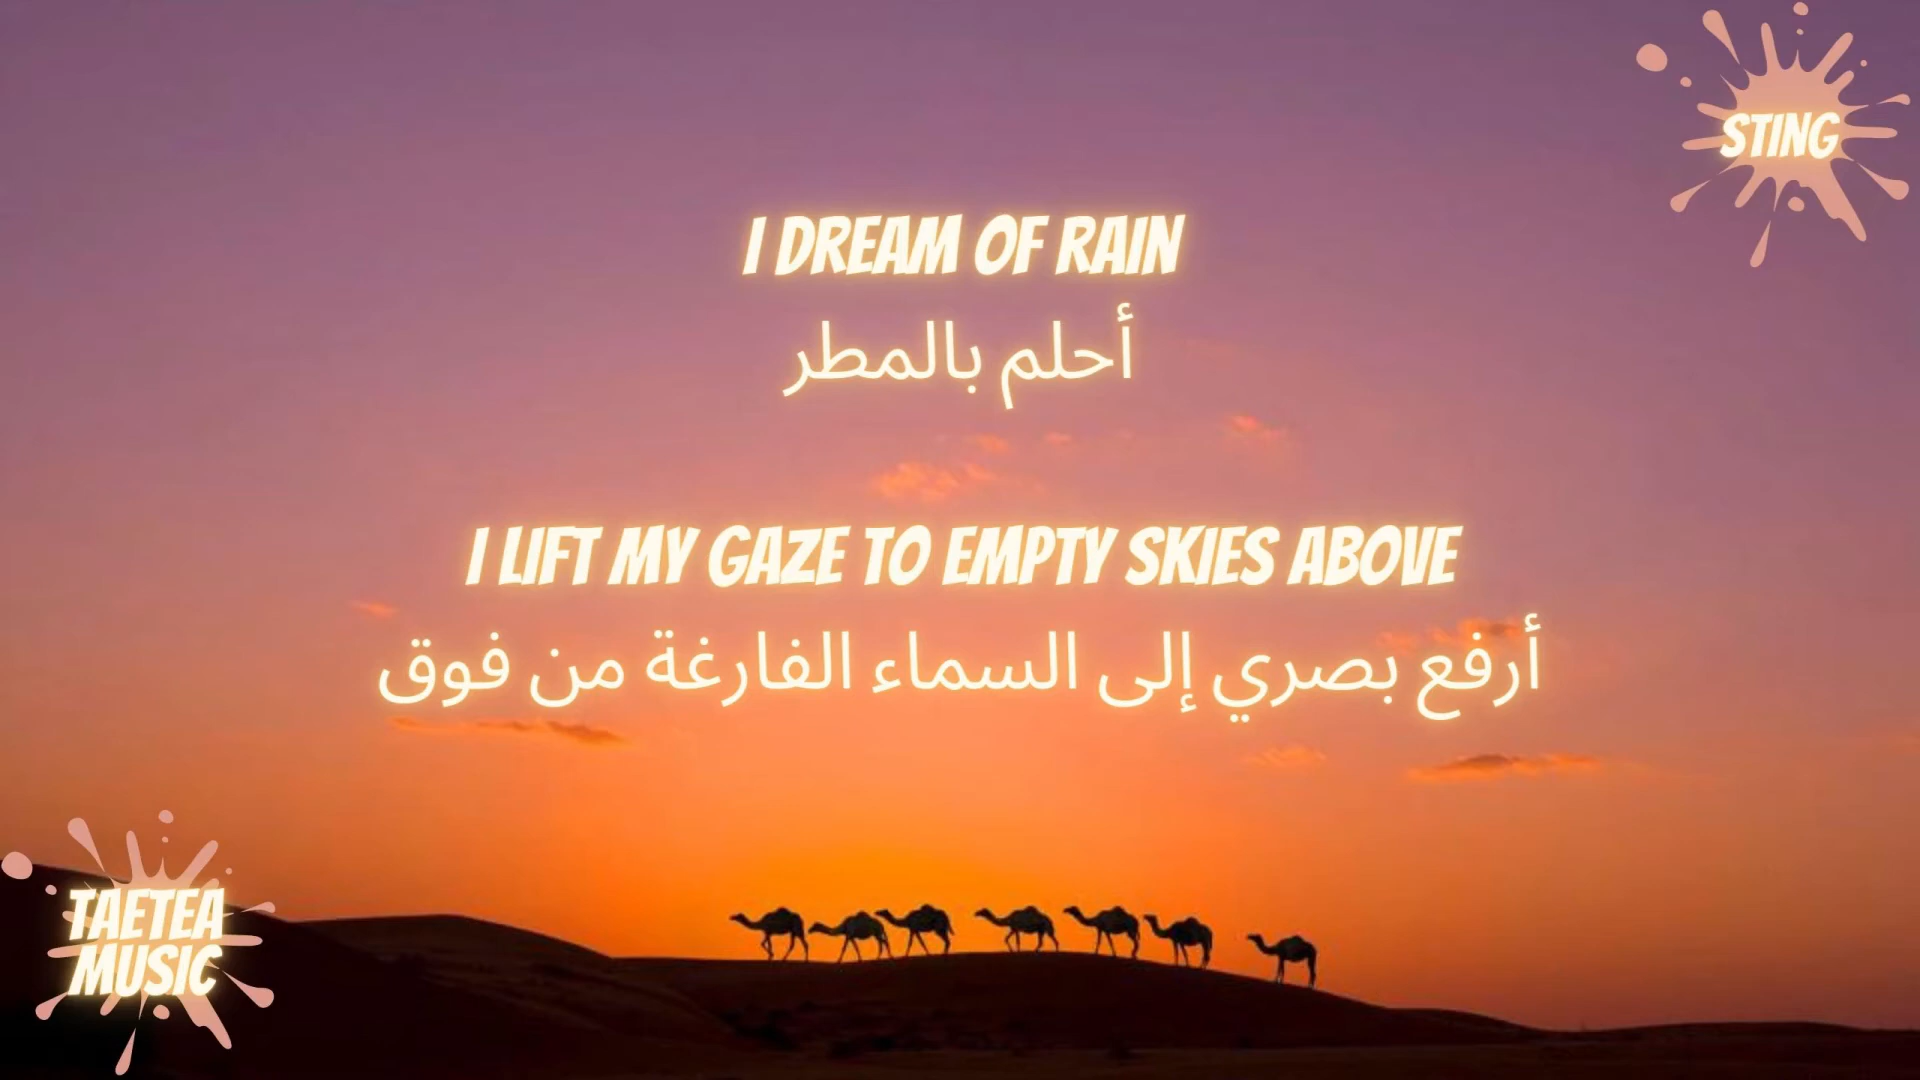 STING
I DREAM OF RAIN
أحلم بالمطر
I LIFT MY GAZE TO EMPTY SKIES ABOVE
أرفع بصري إلى السماء الفارغة من فوق
TAETEA
MUSIC